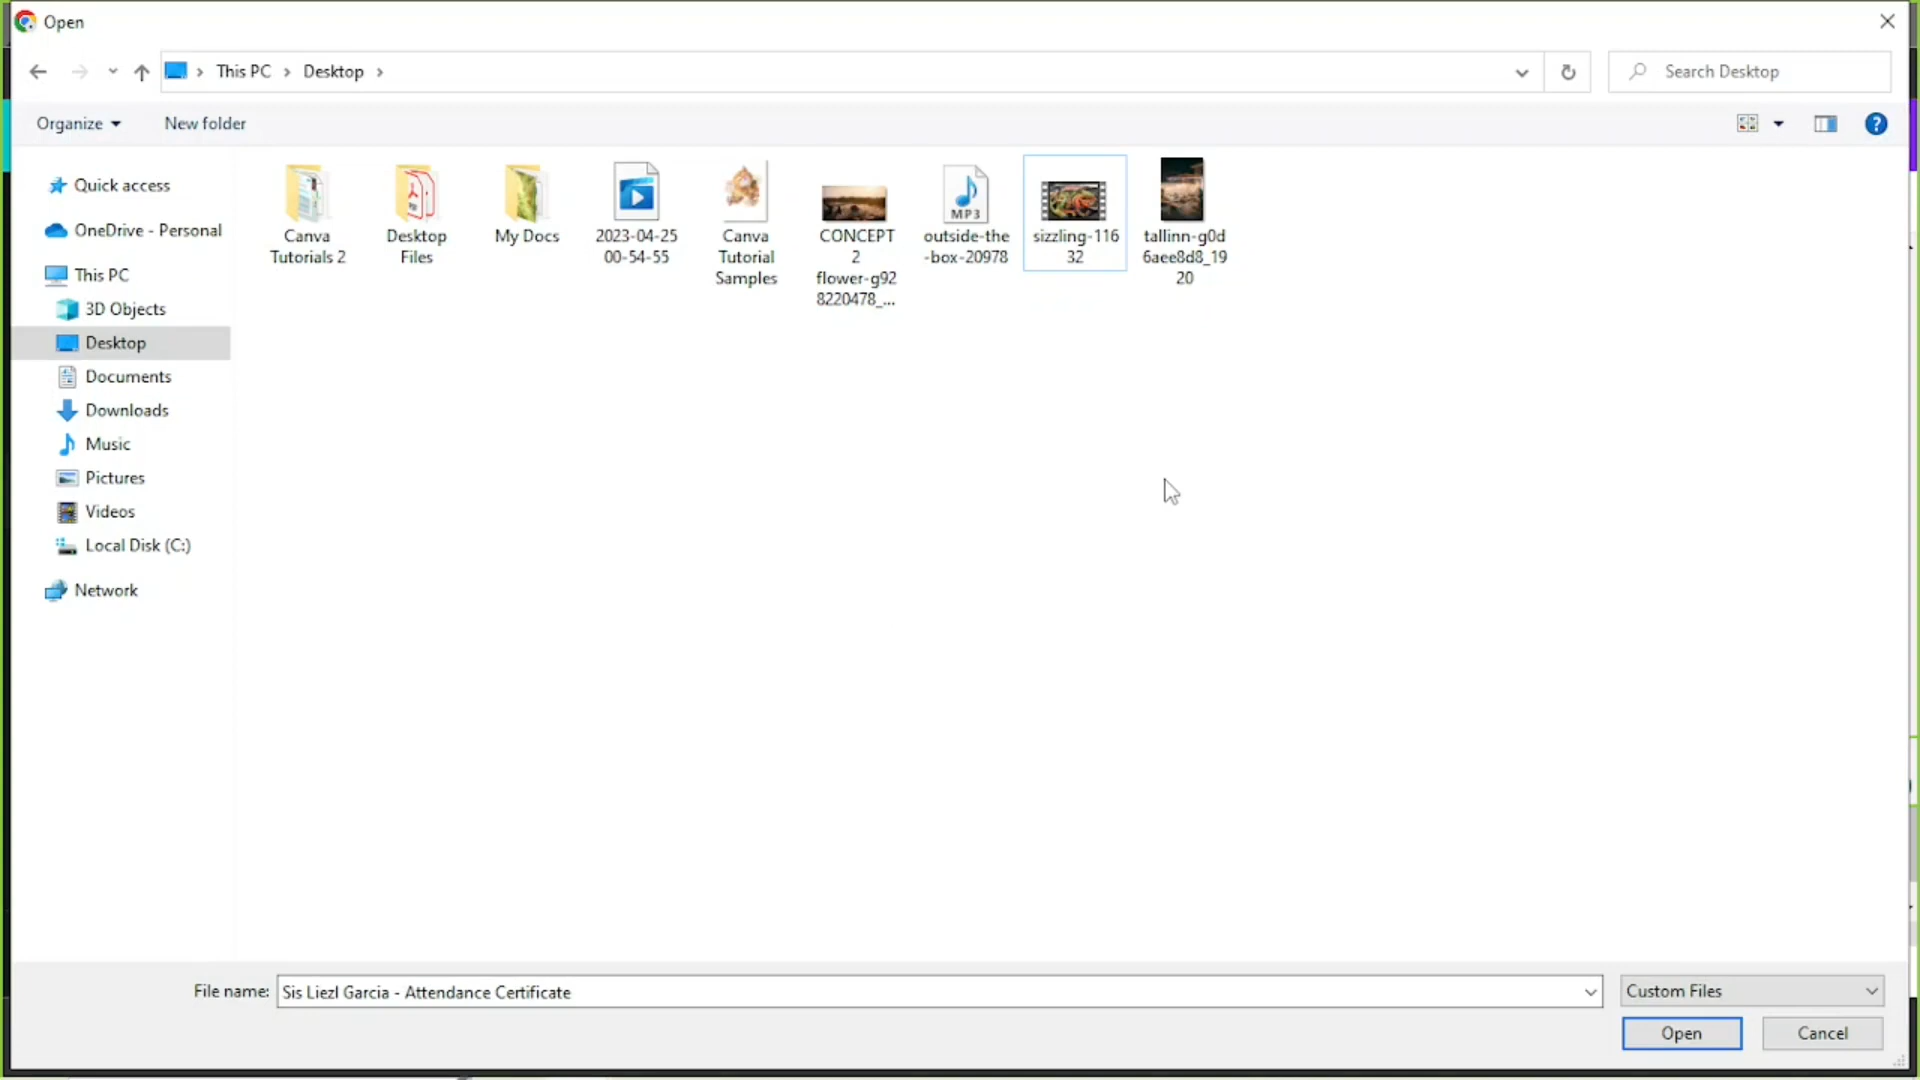 Open
This PC
Desktop
Search Desktop
Organize
New folder
?
Quick access
OneDrive - Personal
This PC
3D Objects
Desktop
Documents
Downloads
Music
Pictures
Videos
Local Disk (C:)
Network
Canva
Tutorials 2
Desktop
Files
PDF
My Docs
2023-04-25
00-54-55
Canva
Tutorial
Samples
CONCEPT
2
flower-g92
8220478_...
MP3
outside-the
-box-20978
sizzling-116
32
tallinn-g0d
6aee8d8_19
20
File name:
Sis Liezl Garcia - Attendance Certificate
Custom Files
Open
Cancel